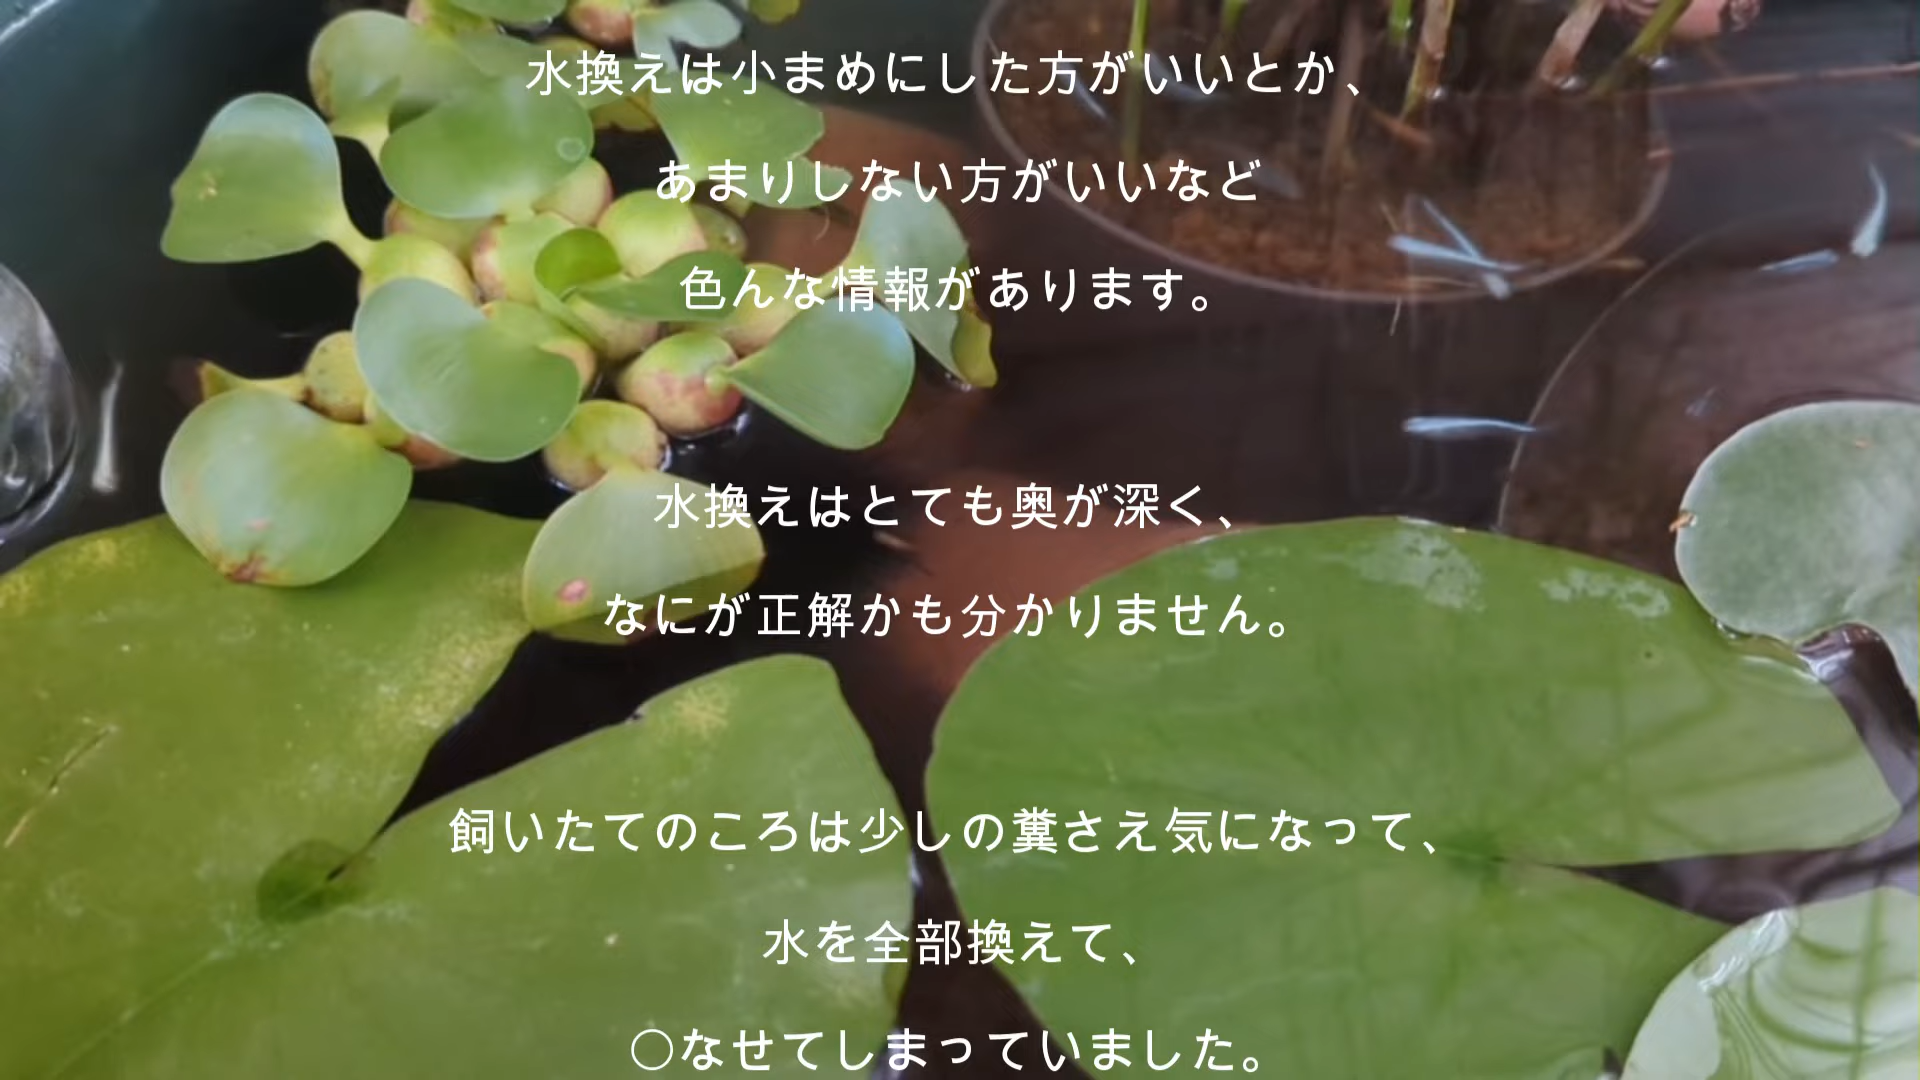 水換えは小まめにした方がいいとか、
あまりしない方がいいなど
色んな情報があります。
水換えはとても奥が深く、
なにが正解かも分かりません。
飼いたてのころは少しの糞さえ気になって、
水を全部換えて、
〇なせてしまっていました。